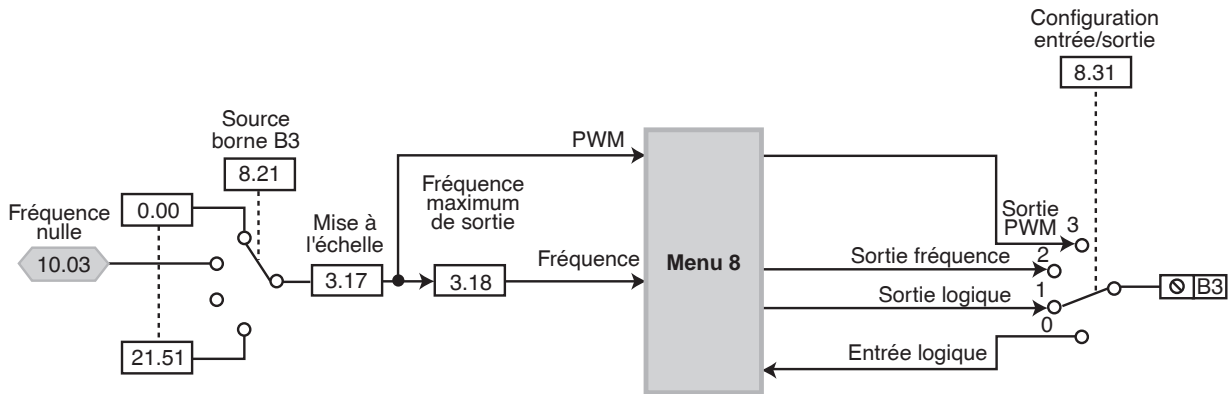 Configuration
entrée/sortie
8.31
Source
borne B3
8.21
PWM
Fréquence
maximum
de sortie
Fréquence
nulle
0.00
Mise à
l'échelle
Sortie
PWM
3
10.03
3.17
3.18
Fréquence
Menu 8
Sortie fréquence
2
Sortie logique
1
B3
0
21.51
Entrée logique